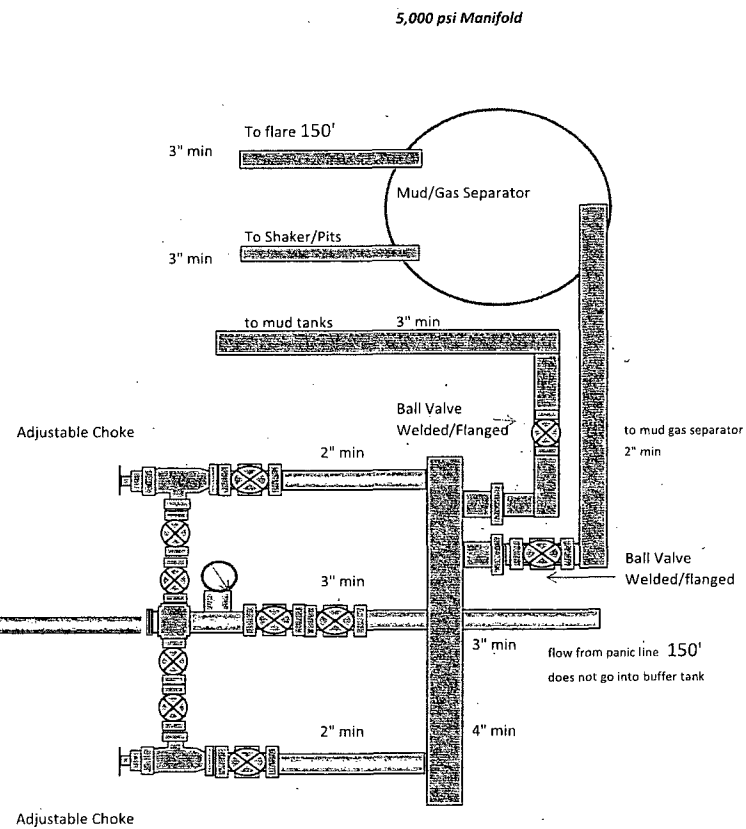 5,000 psi Manifold
To flare 150'
3" min
Mud/Gas Separator
To Shaker/Pits
3" min
to mud tanks 3" min
Ball Valve
Welded/Flanged
Adjustable Choke
to mud gas separator
2" min
2" min
Ball Valve
Welded/flanged
3" min
3" min
flow from panic line 150'
does not go into buffer tank
2" min
4" min
Adjustable Choke